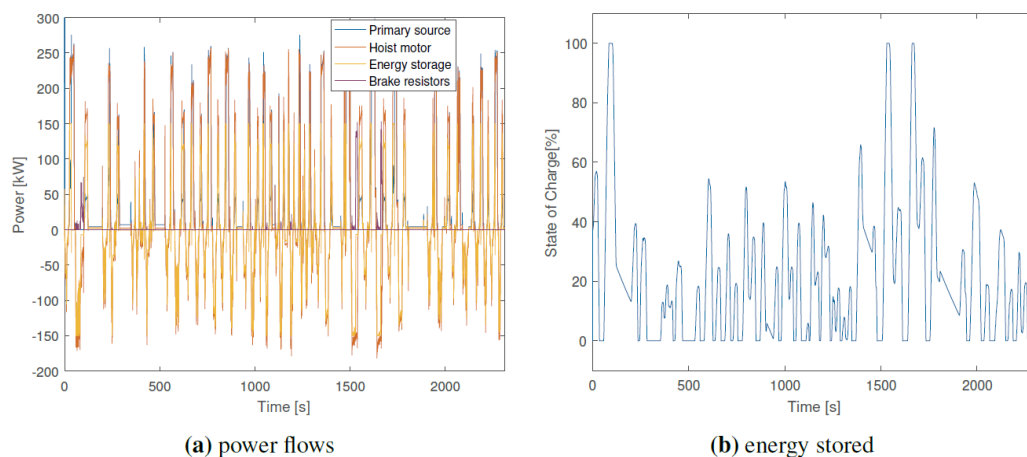 300
250
200
150
100
50
0
-50
-100
-150
-200
Power [kW]
Primary source
Hoist motor
Energy storage
Brake resistors
0 500 1000 1500 2000
Time [s]
(a) power flows
100
80
60
40
20
0
State of Charge[%]
0 500 1000 1500 2000
Time [s]
(b) energy stored